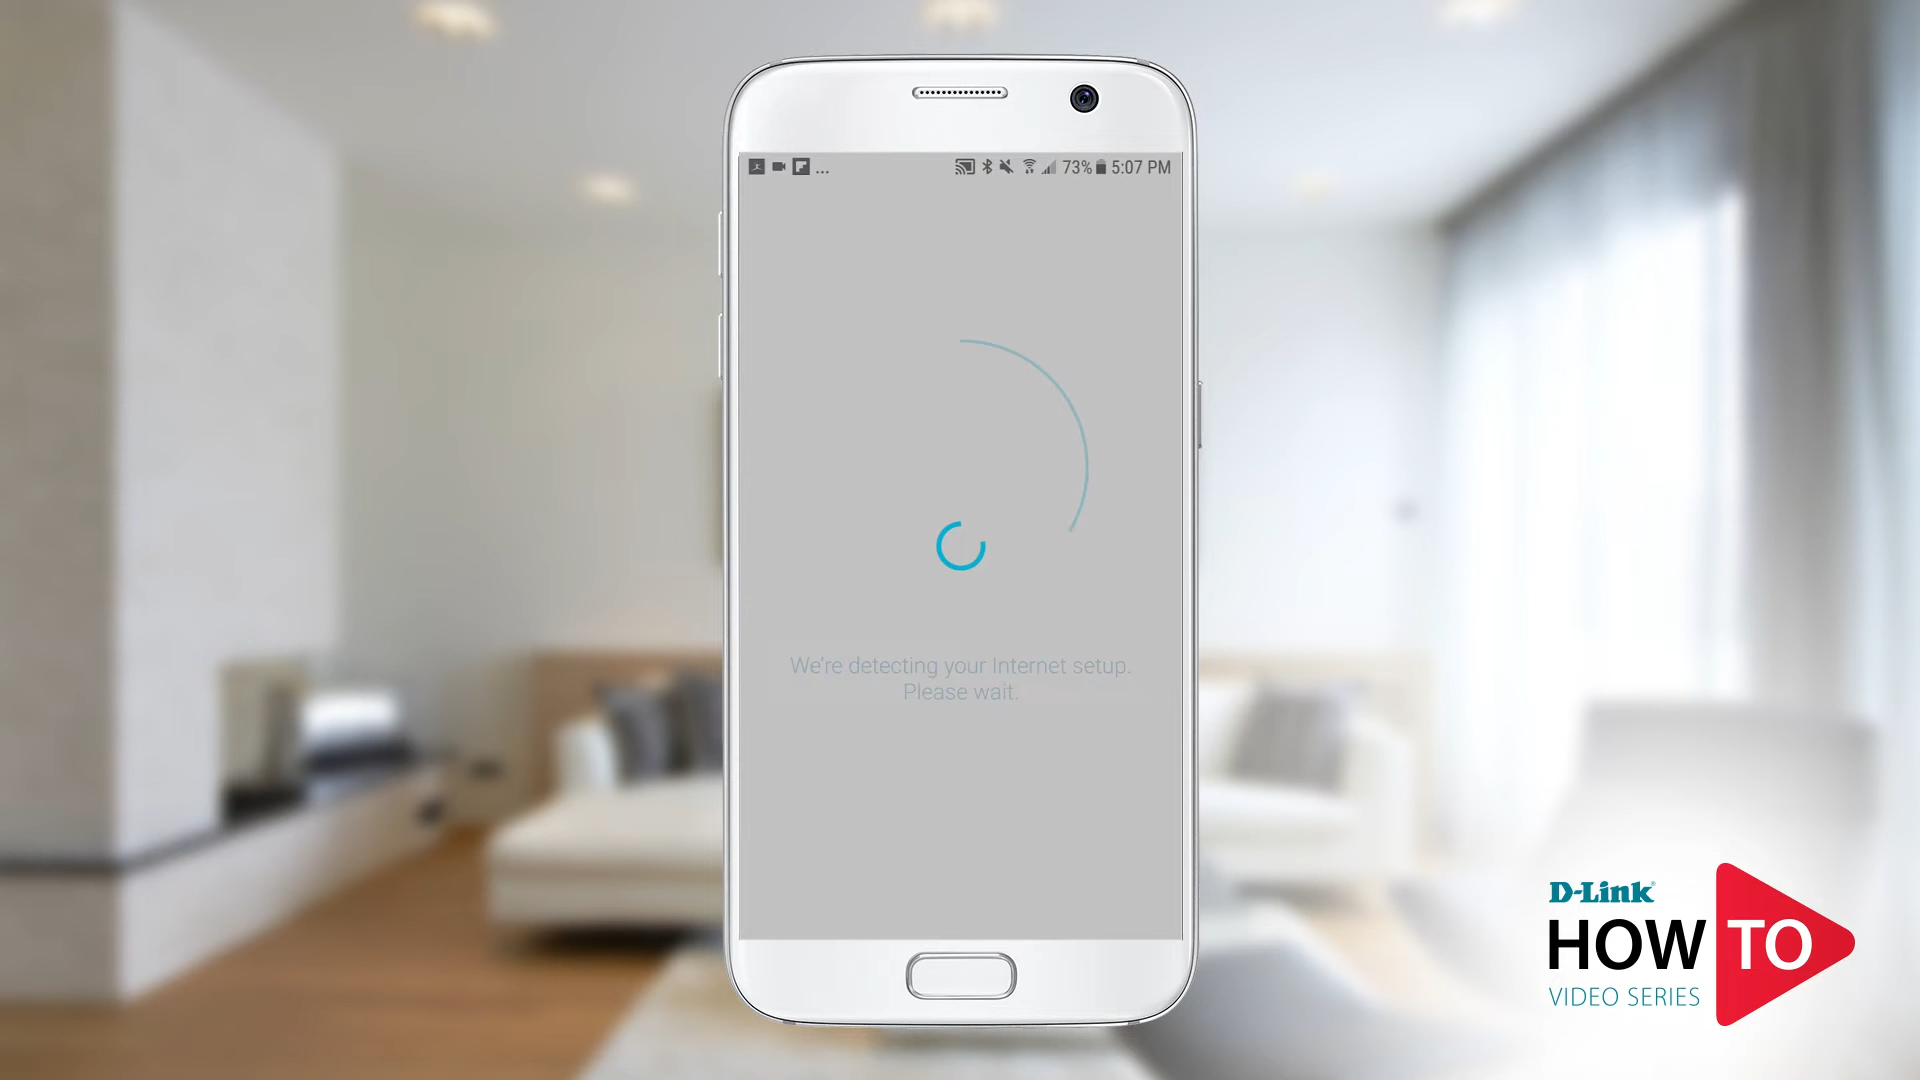 ... 73% 5:07 PM
We're detecting your Internet setup.
Please wait.
D-Link®
HOW TO
VIDEO SERIES